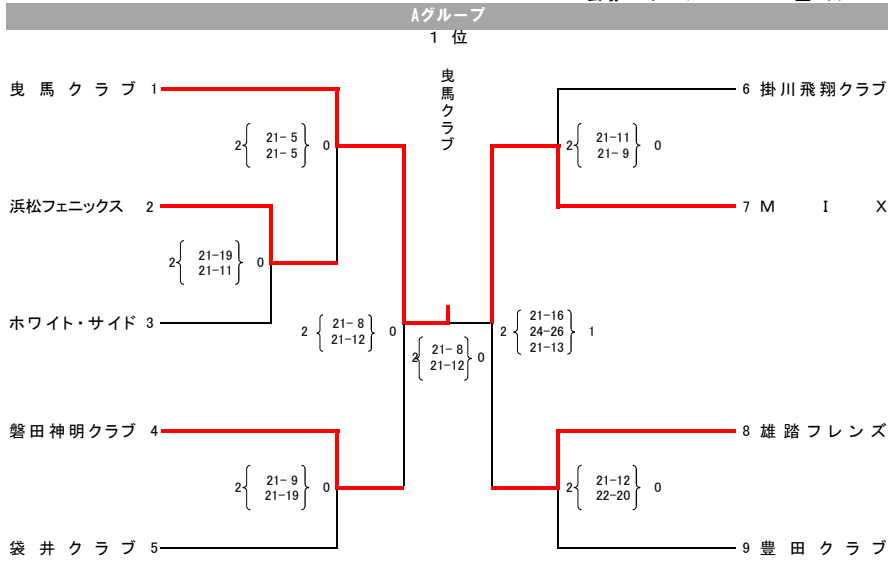 Aグループ
1 位
曳馬クラブ
曳馬クラブ 1
6 掛川飛翔クラブ
2 21-5 0
21-5
2 21-11 0
21-9
浜松フェニックス 2
7 MIX
2 21-19 0
21-11
ホワイト・サイド 3
2 21-8 0
21-12
2 21-8 0
21-12
2 21-16 1
24-26
21-13
磐田神明クラブ 4
8 雄踏フレンズ
2 21-9 0
21-19
2 21-12 0
22-20
袋井クラブ 5
9 豊田クラブ